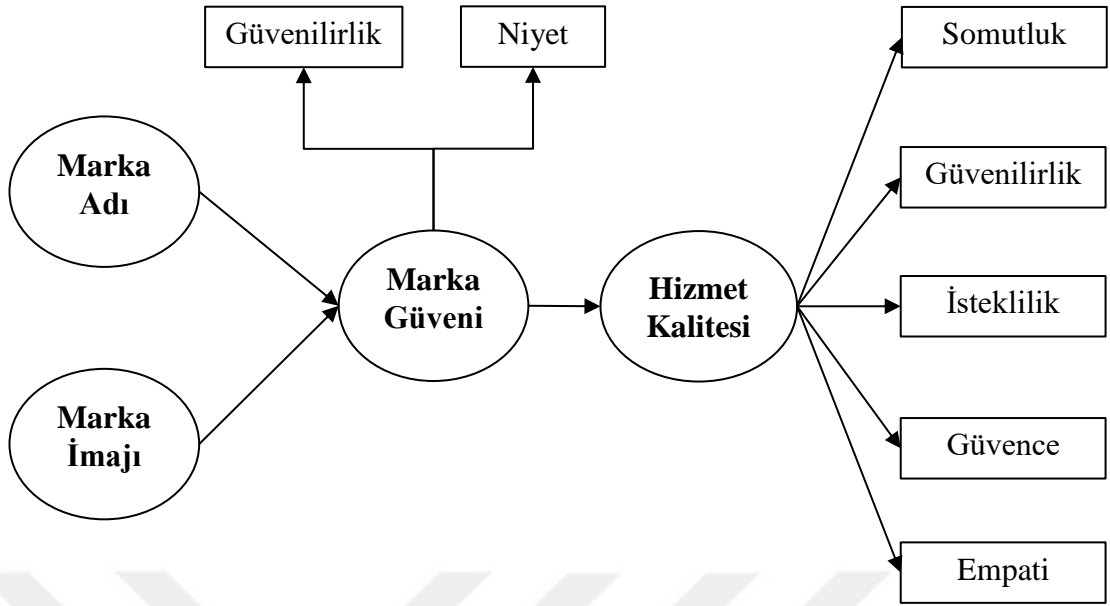 Güvenilirlik
Niyet
Somutluk
Marka
Adı
Güvenilirlik
Marka
Güveni
Hizmet
Kalitesi
İsteklilik
Marka
İmajı
Güvence
Empati